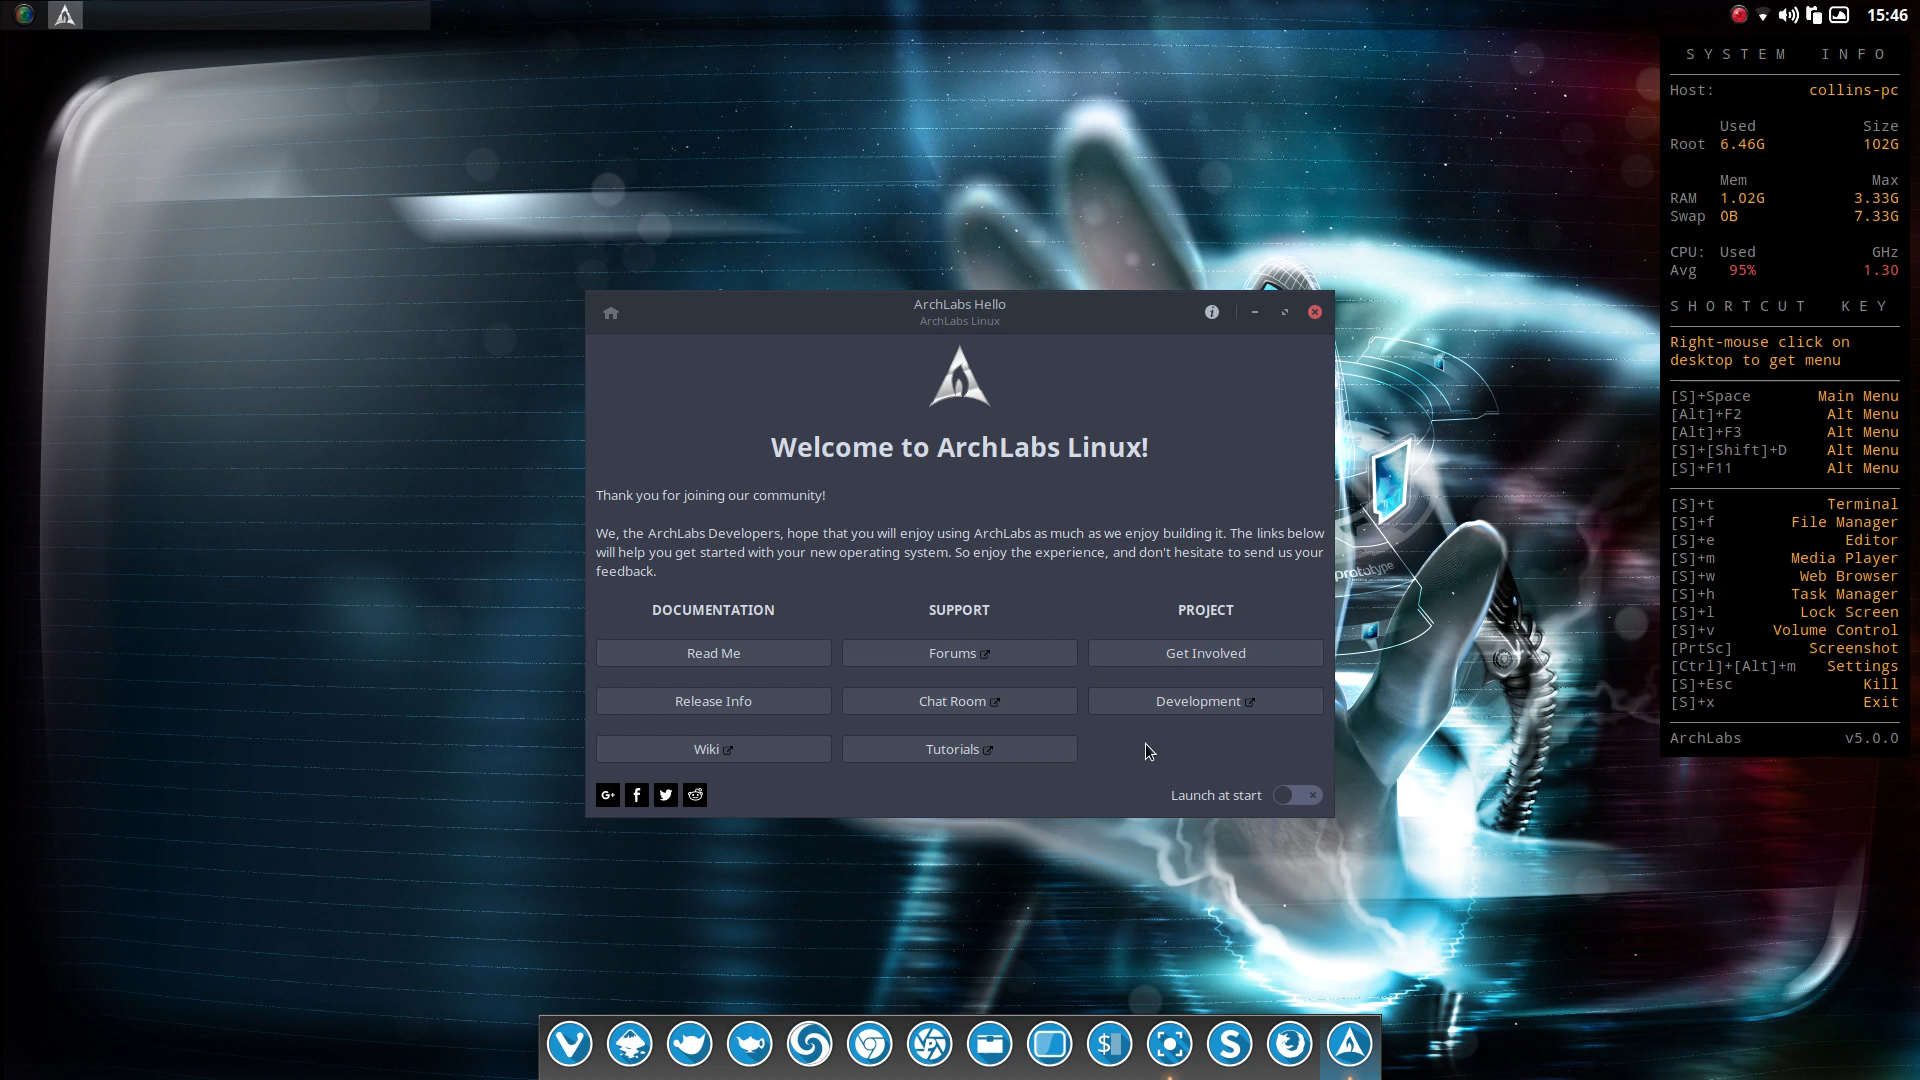 15:46
SYSTEM INFO
Host: collins-pc
Used Size
Root 6.46G 102G
Mem Max
RAM 1.02G 3.33G
Swap 0B 7.33G
CPU: Used GHz
Avg 95% 1.30
SHORTCUT KEY
Right-mouse click on
desktop to get menu
[S]+Space Main Menu
[Alt]+F2 Alt Menu
[Alt]+F3 Alt Menu
[S]+[Shift]+D Alt Menu
[S]+F11 Alt Menu
[S]+t Terminal
[S]+f File Manager
[S]+e Editor
[S]+m Media Player
[S]+w Web Browser
[S]+h Task Manager
[S]+l Lock Screen
[S]+v Volume Control
[PrtSc] Screenshot
[Ctrl]+[Alt]+m Settings
[S]+Esc Kill
[S]+x Exit
ArchLabs v5.0.0
ArchLabs Hello
ArchLabs Linux
Welcome to ArchLabs Linux!
Thank you for joining our community!
We, the ArchLabs Developers, hope that you will enjoy using ArchLabs as much as we enjoy building it. The links below
will help you get started with your new operating system. So enjoy the experience, and don't hesitate to send us your
feedback.
DOCUMENTATION SUPPORT PROJECT
Read Me Forums Get Involved
Release Info Chat Room Development
Wiki Tutorials
G+ f Launch at start
prototype